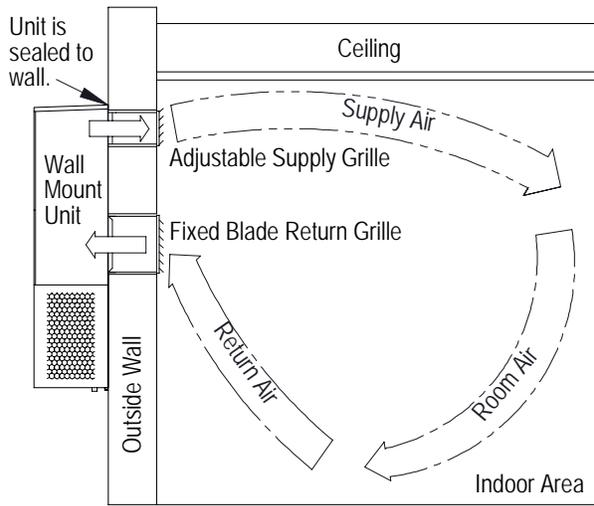 Unit is
sealed to
wall.
Ceiling
Supply Air
Adjustable Supply Grille
Wall
Mount
Unit
Fixed Blade Return Grille
Return Air
Room Air
Outside Wall
Indoor Area